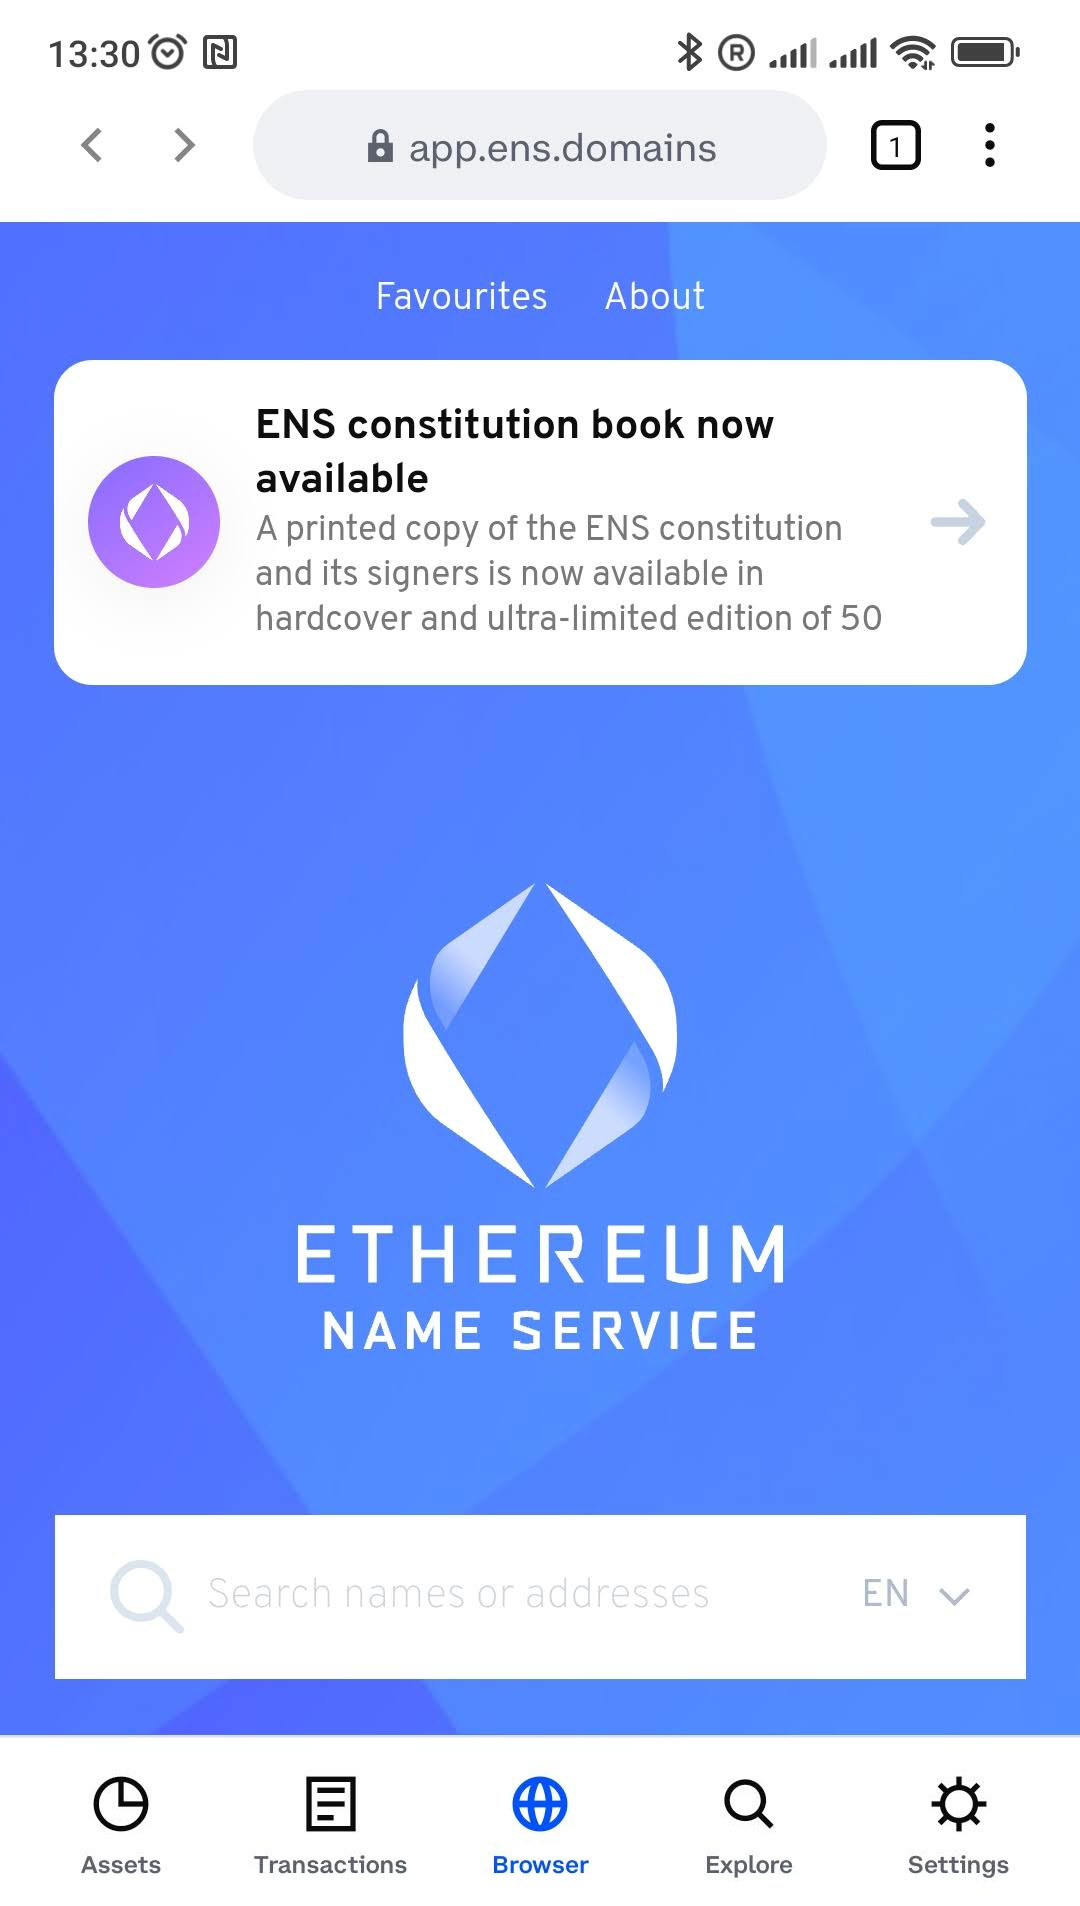 13:30
app.ens.domains
1
Favourites About
ENS constitution book now
available
A printed copy of the ENS constitution
and its signers is now available in
hardcover and ultra-limited edition of 50
ETHEREUM
NAME SERVICE
Search names or addresses EN
Assets Transactions Browser Explore Settings